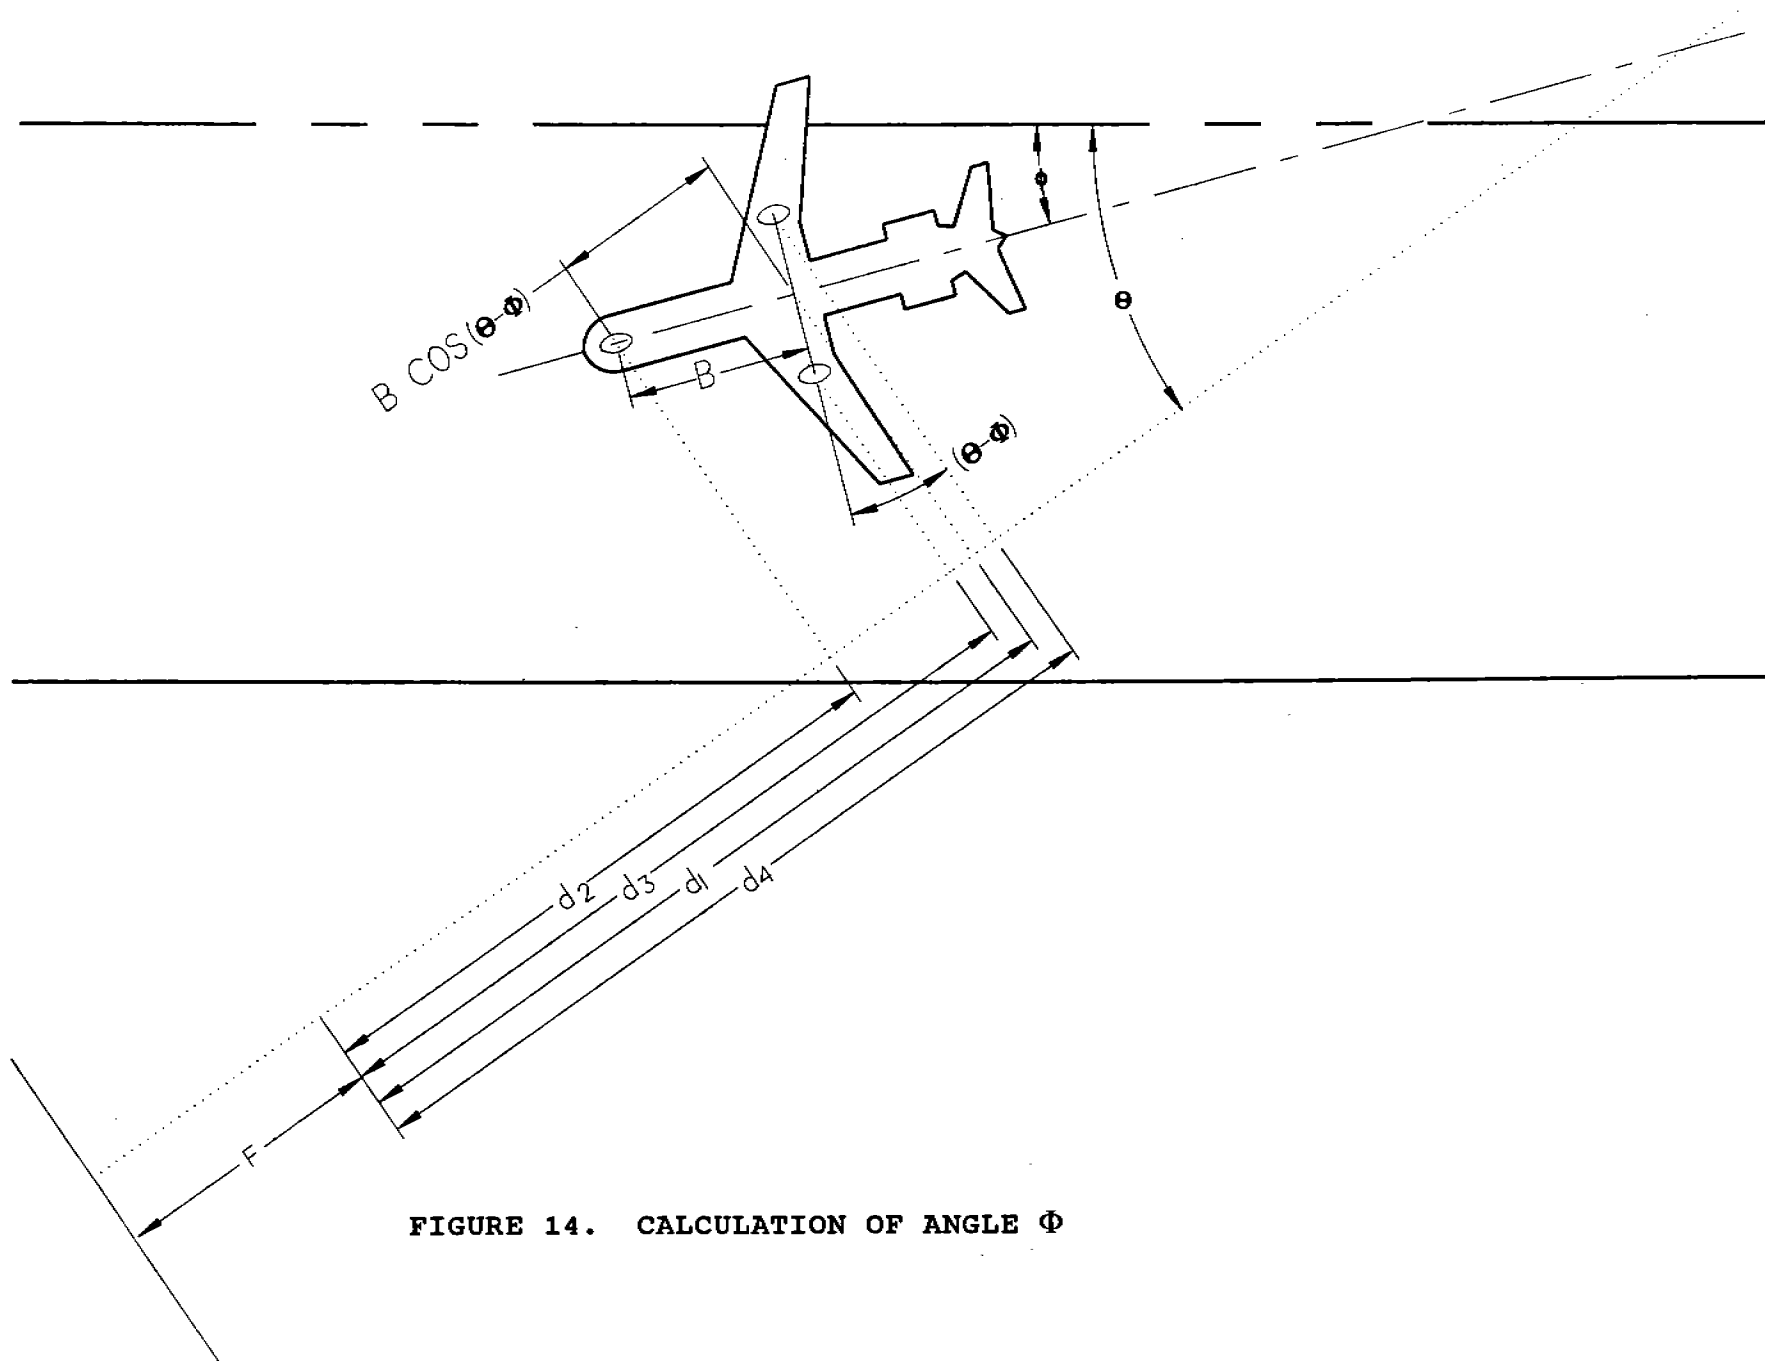 Φ
Θ
B COS(Θ-Φ)
B
(Θ-Φ)
d2
d3
d1
d4
F
FIGURE 14. CALCULATION OF ANGLE Φ